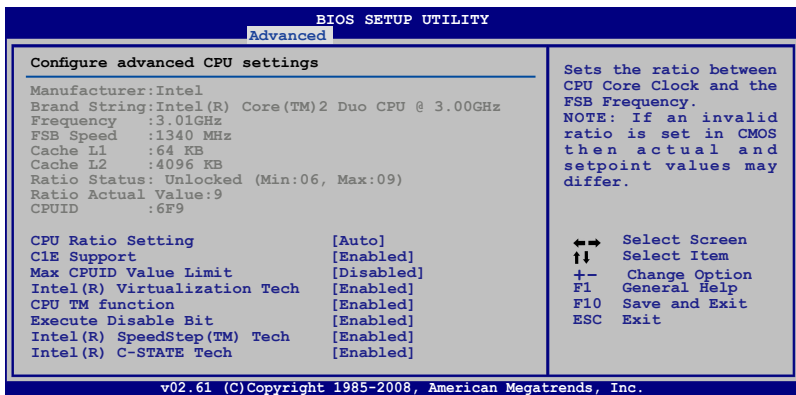 BIOS SETUP UTILITY
Advanced
Configure advanced CPU settings
Manufacturer:Intel
Brand String:Intel(R) Core(TM)2 Duo CPU @ 3.00GHz
Frequency :3.01GHz
FSB Speed :1340 MHz
Cache L1 :64 KB
Cache L2 :4096 KB
Ratio Status: Unlocked (Min:06, Max:09)
Ratio Actual Value:9
CPUID :6F9
CPU Ratio Setting [Auto]
C1E Support [Enabled]
Max CPUID Value Limit [Disabled]
Intel(R) Virtualization Tech [Enabled]
CPU TM function [Enabled]
Execute Disable Bit [Enabled]
Intel(R) SpeedStep(TM) Tech [Enabled]
Intel(R) C-STATE Tech [Enabled]
Sets the ratio between
CPU Core Clock and the
FSB Frequency.
NOTE: If an invalid
ratio is set in CMOS
then actual and
setpoint values may
differ.
←→ Select Screen
↑↓ Select Item
+- Change Option
F1 General Help
F10 Save and Exit
ESC Exit
v02.61 (C)Copyright 1985-2008, American Megatrends, Inc.